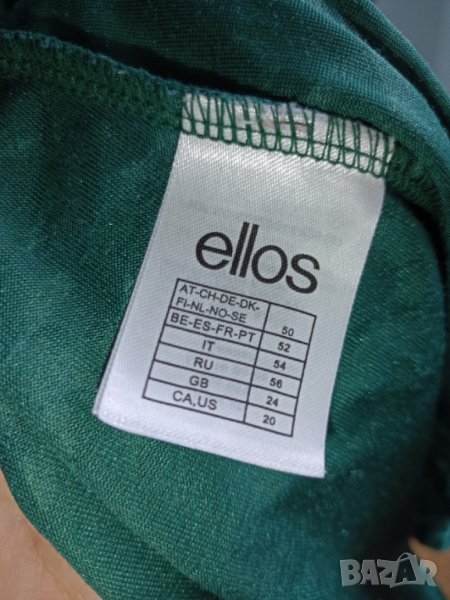 ellos
AT-CH-DE-DK-
FI-NL-NO-SE 50
BE-ES-FR-PT 52
IT 54
RU 56
GB 24
CA,US 20
BAZAR